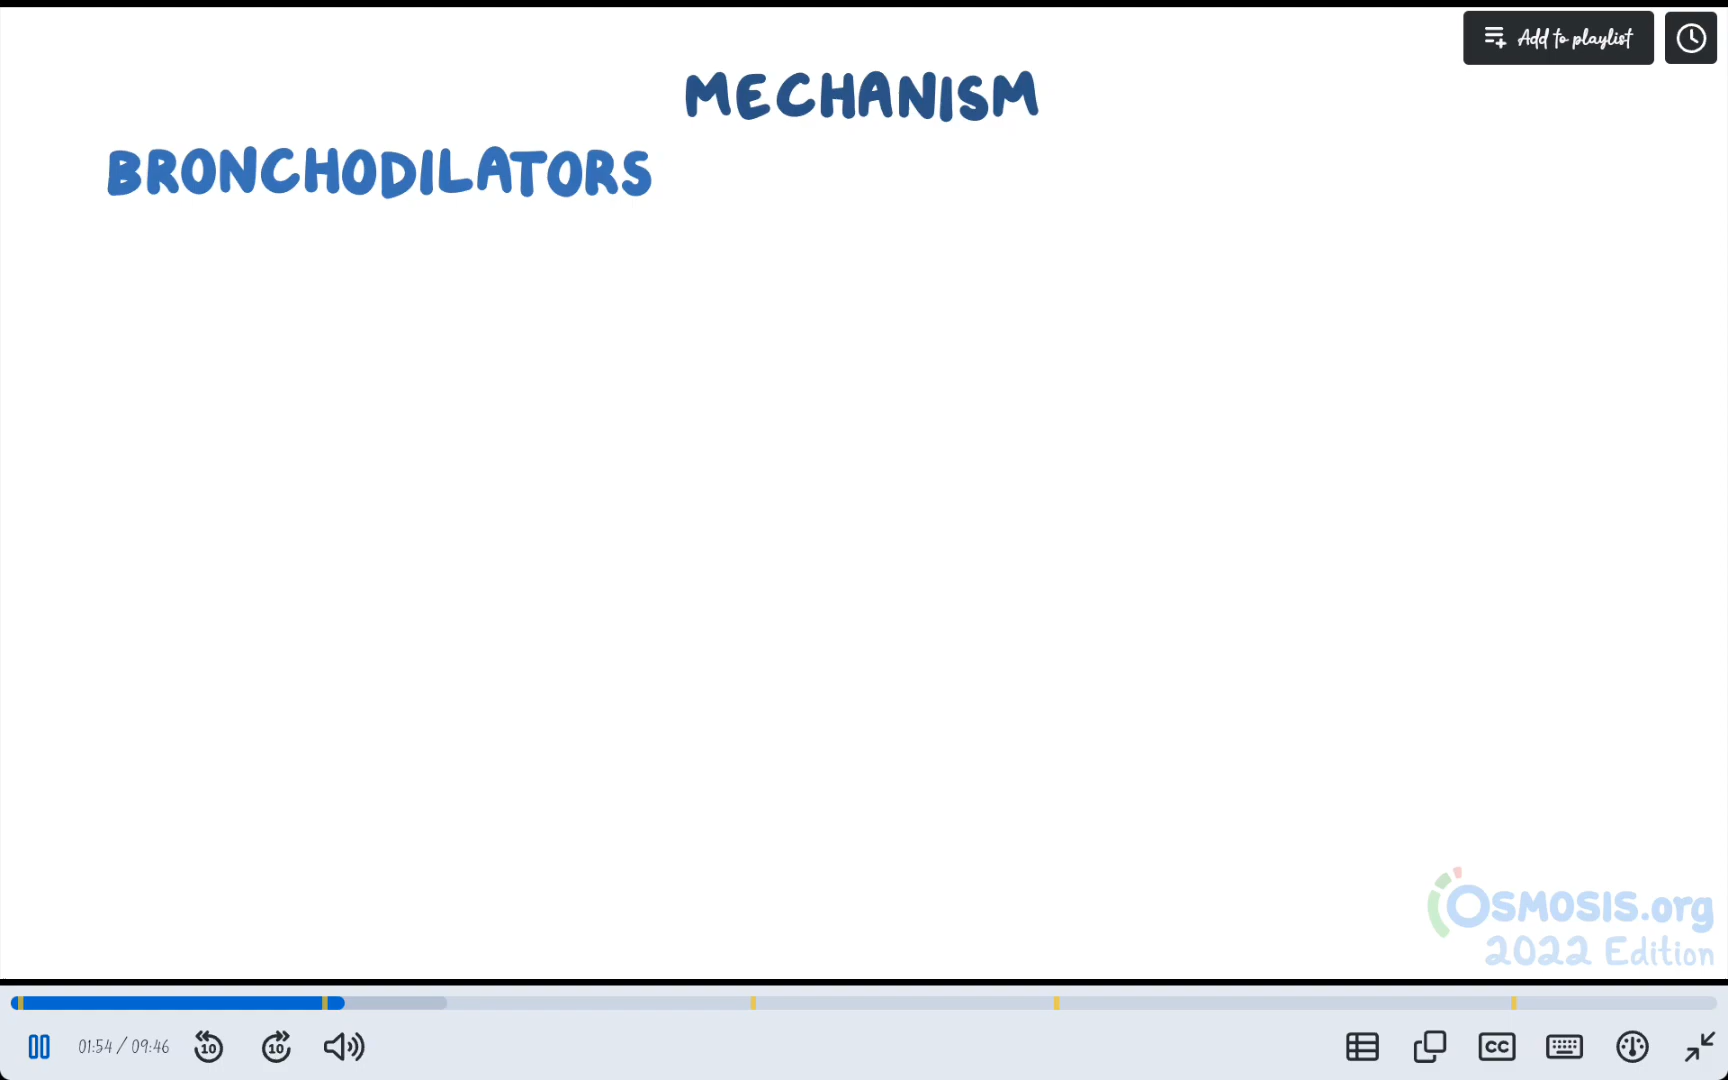 Add to playlist
MECHANISM
BRONCHODILATORS
OSMOSIS.org
2022 Edition
01:54 / 09:46
10
10
CC